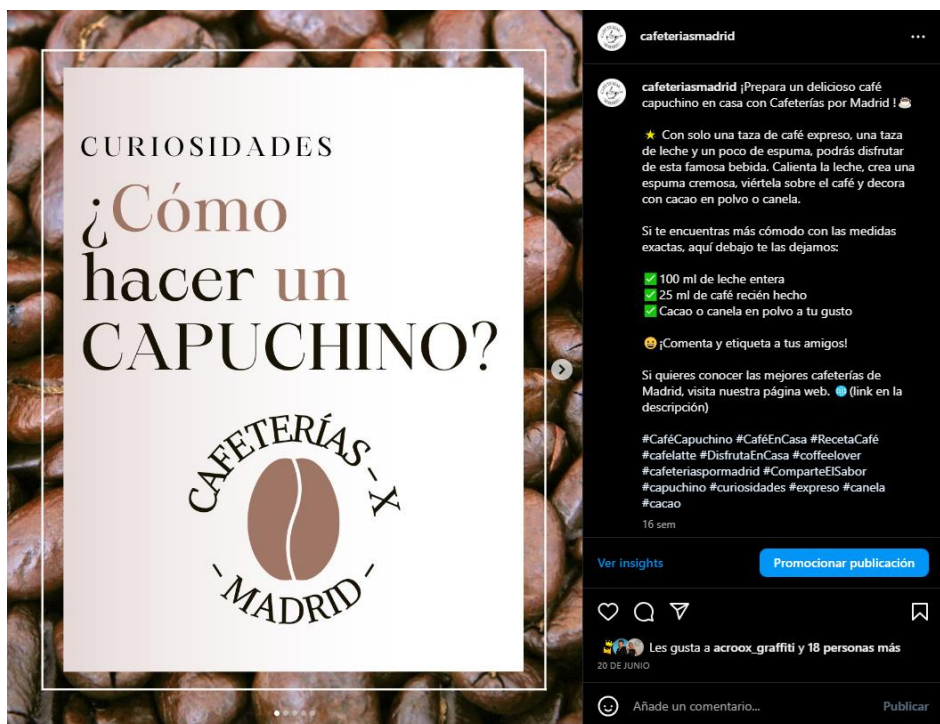 CURIOSIDADES
¿Cómo
hacer un
CAPUCHINO?
CAFETERÍAS - X
- MADRID -
cafeteriasmadrid
cafeteriasmadrid ¡Prepara un delicioso café
capuchino en casa con Cafeterías por Madrid !☕
⭐ Con solo una taza de café expreso, una taza
de leche y un poco de espuma, podrás disfrutar
de esta famosa bebida. Calienta la leche, crea una
espuma cremosa, viértela sobre el café y decora
con cacao en polvo o canela.
Si te encuentras más cómodo con las medidas
exactas, aquí debajo te las dejamos:
✅ 100 ml de leche entera
✅ 25 ml de café recién hecho
✅ Cacao o canela en polvo a tu gusto
😀 ¡Comenta y etiqueta a tus amigos!
Si quieres conocer las mejores cafeterías de
Madrid, visita nuestra página web. 🌐 (link en la
descripción)
#CaféCapuchino #CaféEnCasa #RecetaCafé
#cafelatte #DisfrutaEnCasa #coffeelover
#cafeteriaspormadrid #ComparteElSabor
#capuchino #curiosidades #expreso #canela
#cacao
16 sem
Ver insights
Promocionar publicación
Les gusta a acroox_graffiti y 18 personas más
20 DE JUNIO
Añade un comentario...
Publicar